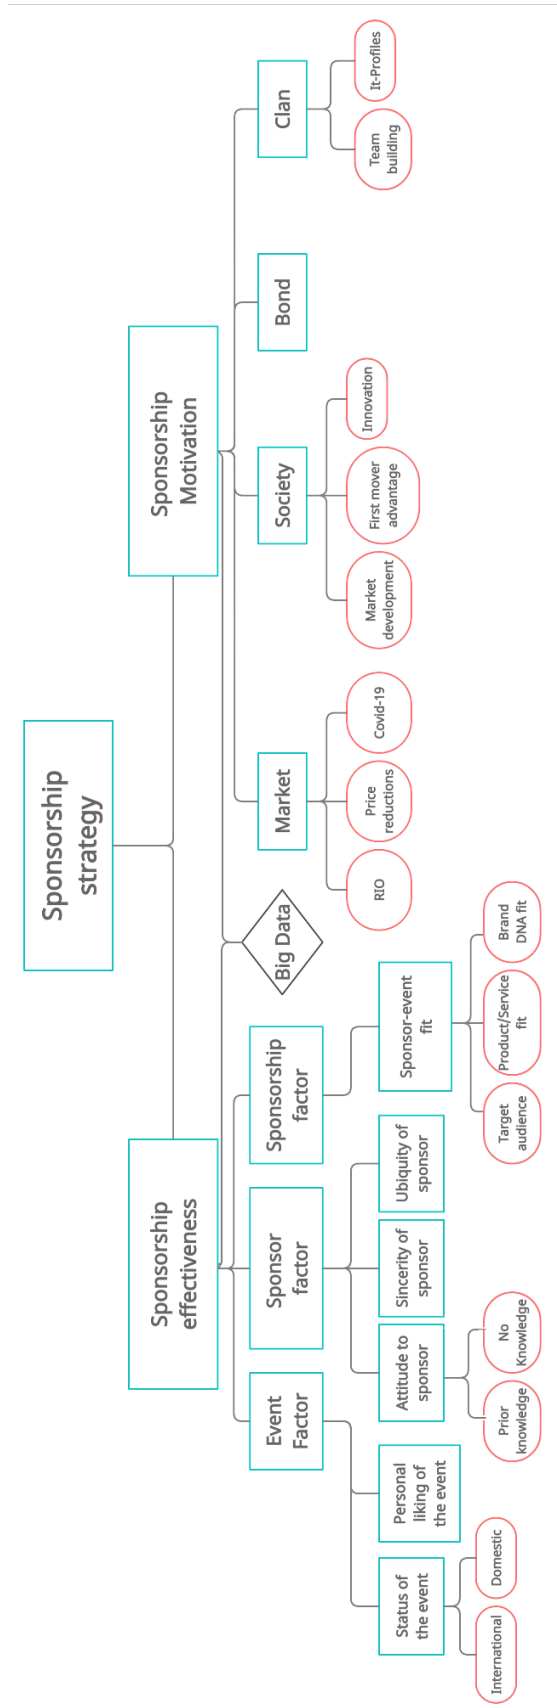 Sponsorship
strategy
Sponsorship
effectiveness
Sponsorship
Motivation
Event
Factor
Sponsor
factor
Sponsorship
factor
Big Data
Market
Society
Bond
Clan
Status of
the event
Personal
liking of
the event
Attitude to
sponsor
Sincerity of
sponsor
Ubiquity of
sponsor
Sponsor-event
fit
RIO
Price
reductions
Covid-19
Market
development
First mover
advantage
Innovation
Team
building
It-Profiles
International
Domestic
Prior
knowledge
No
Knowledge
Target
audience
Product/Service
fit
Brand
DNA fit